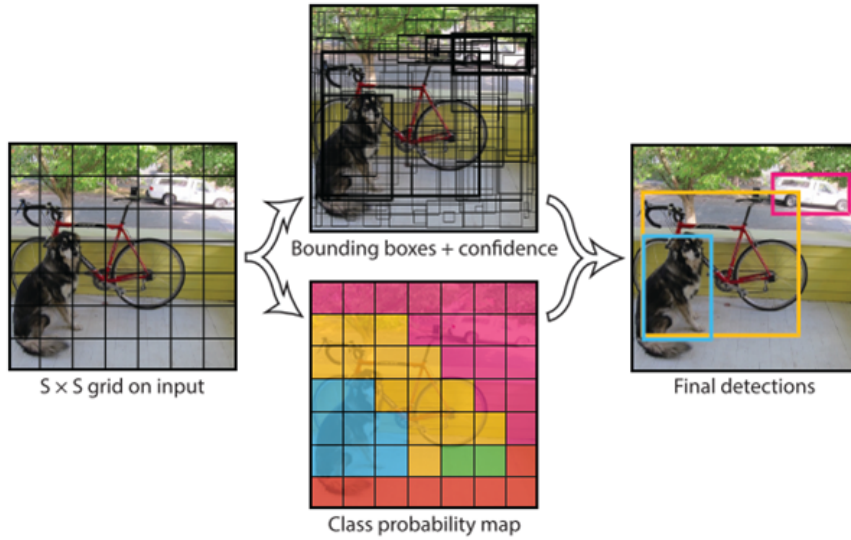 Bounding boxes + confidence
S × S grid on input
Final detections
Class probability map